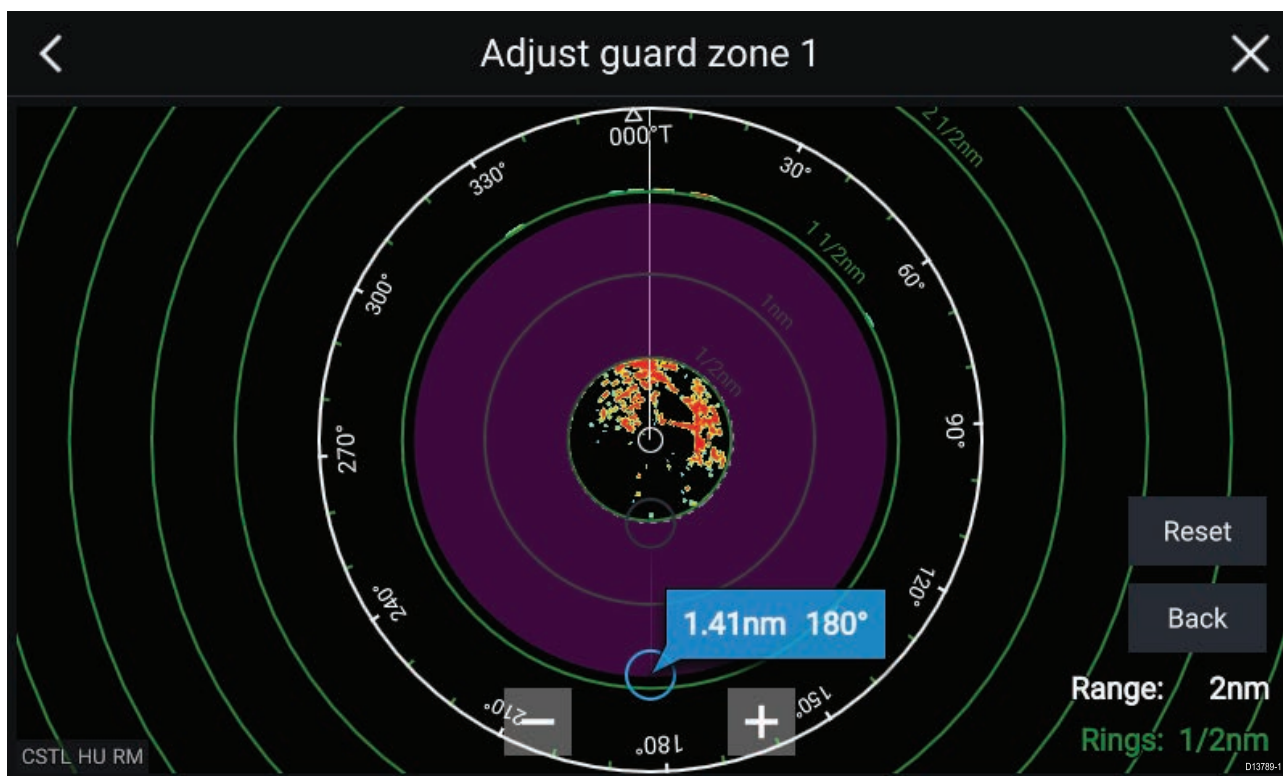 Adjust guard zone 1
000°T
330°
30°
2 1/2nm
1 1/2nm
300°
60°
1nm
1/2nm
270°
90°
240°
120°
1.41nm 180°
210°
150°
180°
−
+
Reset
Back
Range: 2nm
Rings: 1/2nm
CSTL HU RM
D13789-1